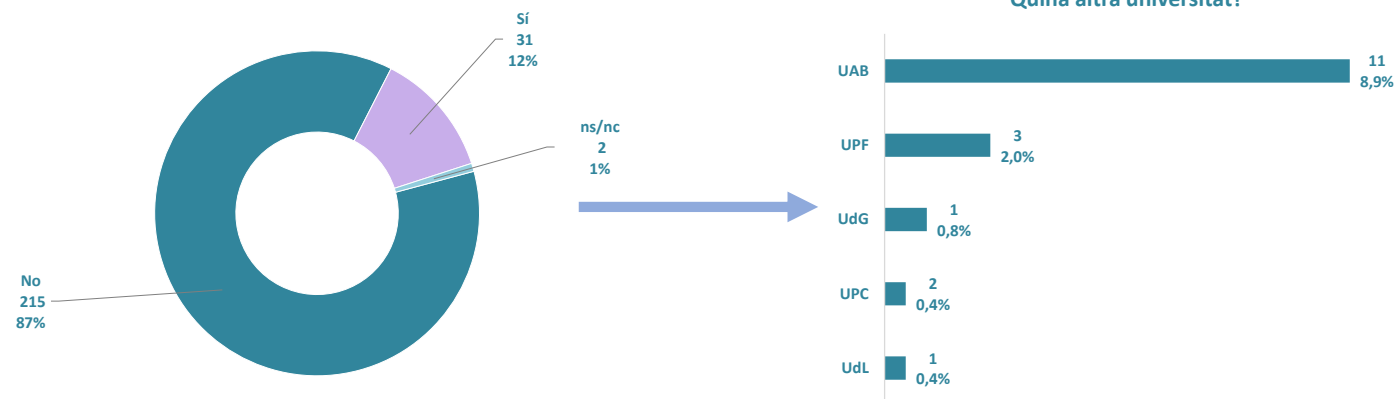 Quina altra universitat?
Sí
31
12%
ns/nc
2
1%
No
215
87%
UAB
11
8,9%
UPF
3
2,0%
UdG
1
0,8%
UPC
2
0,4%
UdL
1
0,4%